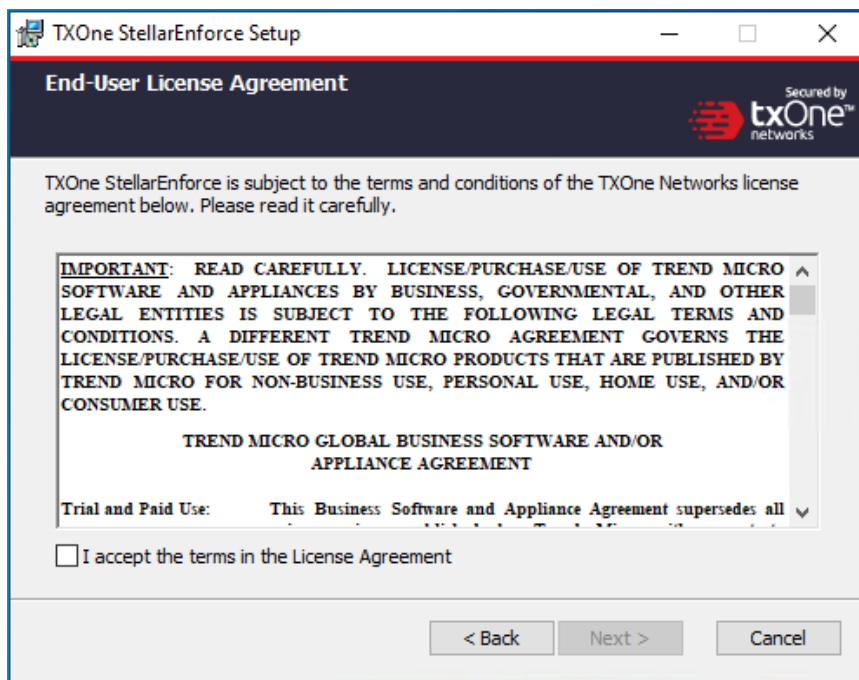 TXOne StellarEnforce Setup
End-User License Agreement
Secured by
txOne™
networks
TXOne StellarEnforce is subject to the terms and conditions of the TXOne Networks license
agreement below. Please read it carefully.
IMPORTANT: READ CAREFULLY. LICENSE/PURCHASE/USE OF TREND MICRO
SOFTWARE AND APPLIANCES BY BUSINESS, GOVERNMENTAL, AND OTHER
LEGAL ENTITIES IS SUBJECT TO THE FOLLOWING LEGAL TERMS AND
CONDITIONS. A DIFFERENT TREND MICRO AGREEMENT GOVERNS THE
LICENSE/PURCHASE/USE OF TREND MICRO PRODUCTS THAT ARE PUBLISHED BY
TREND MICRO FOR NON-BUSINESS USE, PERSONAL USE, HOME USE, AND/OR
CONSUMER USE.
TREND MICRO GLOBAL BUSINESS SOFTWARE AND/OR
APPLIANCE AGREEMENT
Trial and Paid Use: This Business Software and Appliance Agreement supersedes all
I accept the terms in the License Agreement
< Back Next > Cancel